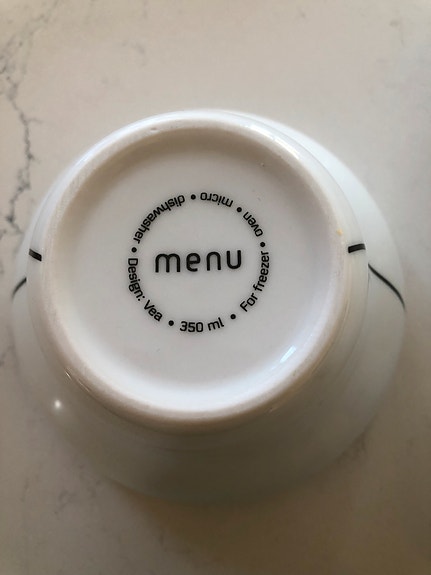 menu
Design: Vea • 350 ml • For freezer • oven • micro • dishwasher •